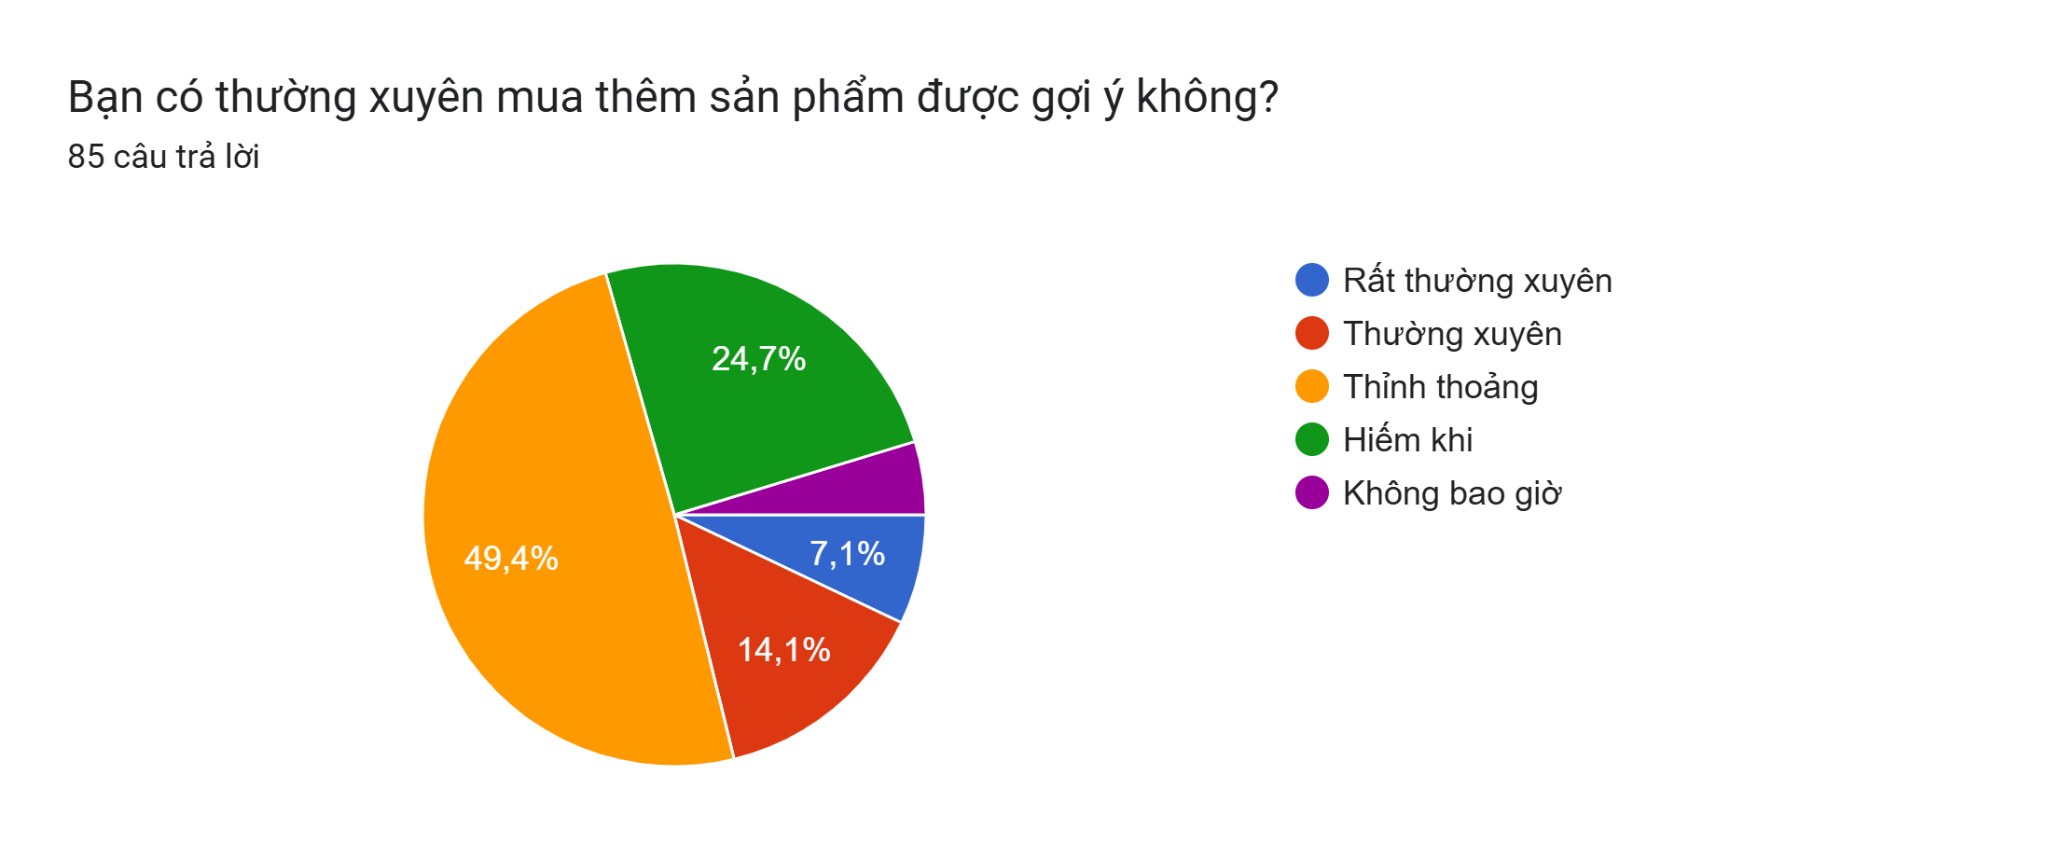 Bạn có thường xuyên mua thêm sản phẩm được gợi ý không?
85 câu trả lời
24,7%
49,4%
7,1%
14,1%
Rất thường xuyên
Thường xuyên
Thỉnh thoảng
Hiếm khi
Không bao giờ